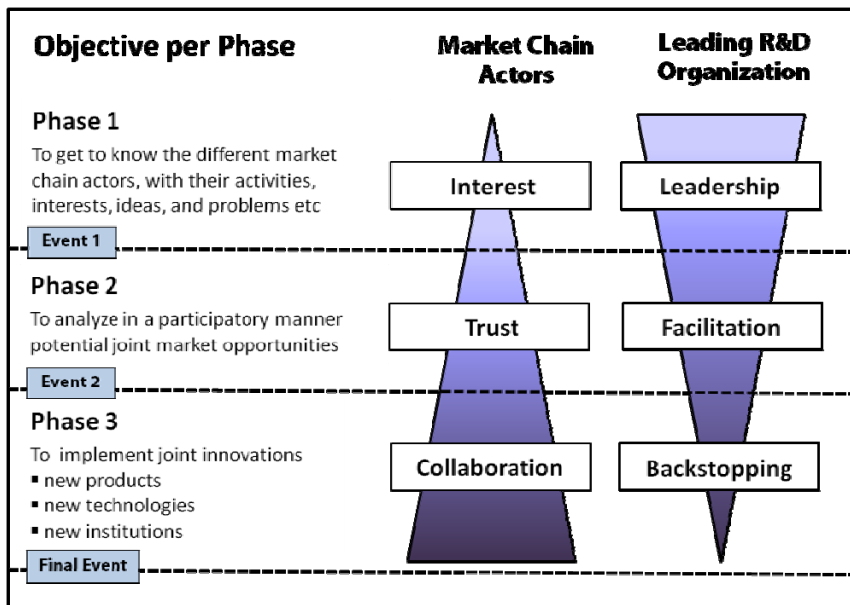 Objective per Phase
Market Chain
Actors
Leading R&D
Organization
Phase 1
To get to know the different market
chain actors, with their activities,
interests, ideas, and problems etc
Interest
Leadership
Event 1
Phase 2
To analyze in a participatory manner
potential joint market opportunities
Trust
Facilitation
Event 2
Phase 3
To implement joint innovations
▪ new products
▪ new technologies
▪ new institutions
Collaboration
Backstopping
Final Event